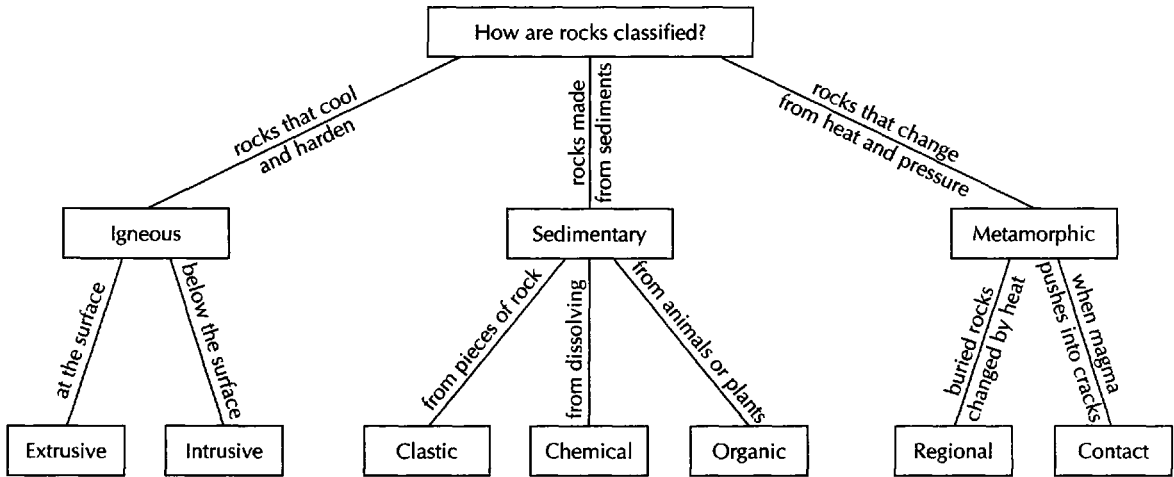 How are rocks classified?
rocks that cool
and harden
rocks made
from sediments
rocks that change
from heat and pressure
Igneous
Sedimentary
Metamorphic
at the surface
below the surface
from pieces of rock
from dissolving
from animals or plants
buried rocks
changed by heat
when magma
pushes into cracks
Extrusive
Intrusive
Clastic
Chemical
Organic
Regional
Contact